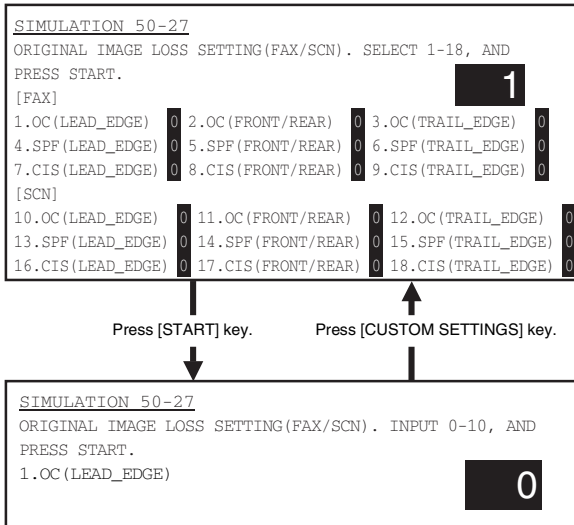 SIMULATION 50-27
ORIGINAL IMAGE LOSS SETTING(FAX/SCN). SELECT 1-18, AND
PRESS START.
1
[FAX]
1.OC(LEAD_EDGE) 0 2.OC(FRONT/REAR) 0 3.OC(TRAIL_EDGE) 0
4.SPF(LEAD_EDGE) 0 5.SPF(FRONT/REAR) 0 6.SPF(TRAIL_EDGE) 0
7.CIS(LEAD_EDGE) 0 8.CIS(FRONT/REAR) 0 9.CIS(TRAIL_EDGE) 0
[SCN]
10.OC(LEAD_EDGE) 0 11.OC(FRONT/REAR) 0 12.OC(TRAIL_EDGE) 0
13.SPF(LEAD_EDGE) 0 14.SPF(FRONT/REAR) 0 15.SPF(TRAIL_EDGE) 0
16.CIS(LEAD_EDGE) 0 17.CIS(FRONT/REAR) 0 18.CIS(TRAIL_EDGE) 0
Press [START] key. Press [CUSTOM SETTINGS] key.
SIMULATION 50-27
ORIGINAL IMAGE LOSS SETTING(FAX/SCN). INPUT 0-10, AND
PRESS START.
1.OC(LEAD_EDGE)
0